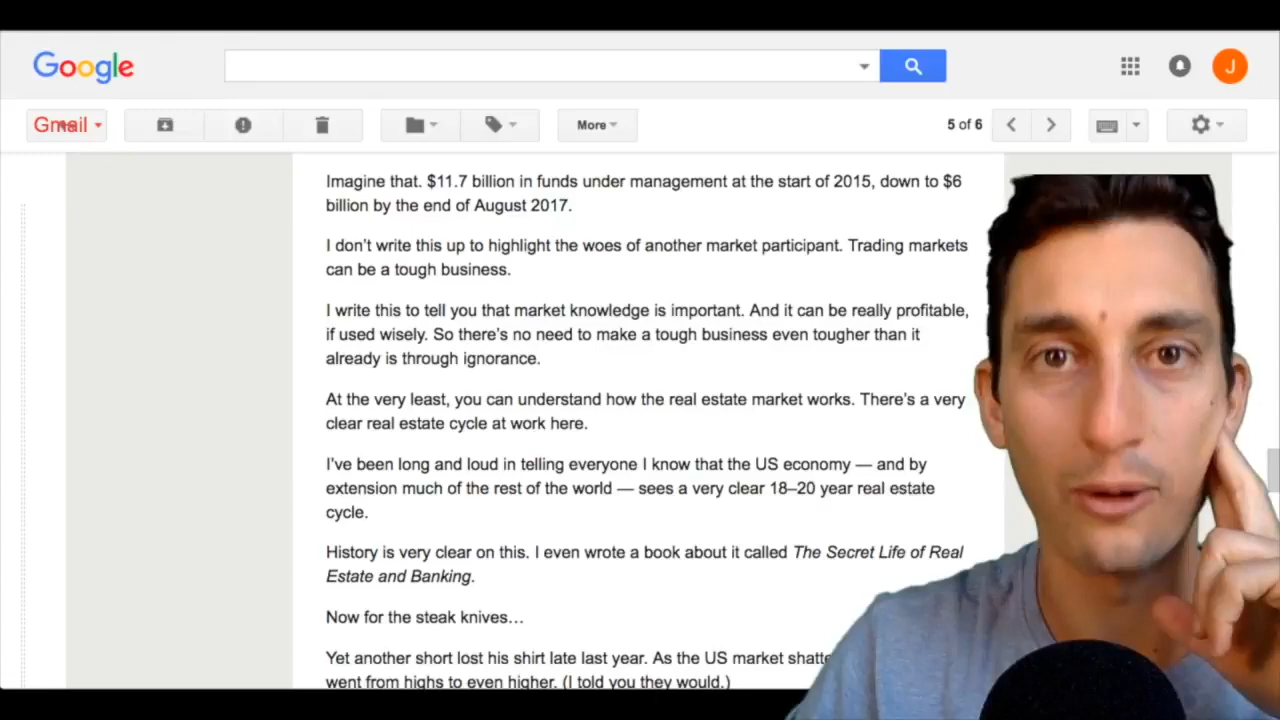 Google
J
Gmail
More
5 of 6
Imagine that. $11.7 billion in funds under management at the start of 2015, down to $6
billion by the end of August 2017.
I don’t write this up to highlight the woes of another market participant. Trading markets
can be a tough business.
I write this to tell you that market knowledge is important. And it can be really profitable,
if used wisely. So there’s no need to make a tough business even tougher than it
already is through ignorance.
At the very least, you can understand how the real estate market works. There’s a very
clear real estate cycle at work here.
I’ve been long and loud in telling everyone I know that the US economy — and by
extension much of the rest of the world — sees a very clear 18–20 year real estate
cycle.
History is very clear on this. I even wrote a book about it called The Secret Life of Real
Estate and Banking.
Now for the steak knives…
Yet another short lost his shirt late last year. As the US market
went from highs to even higher. (I told you they would.)